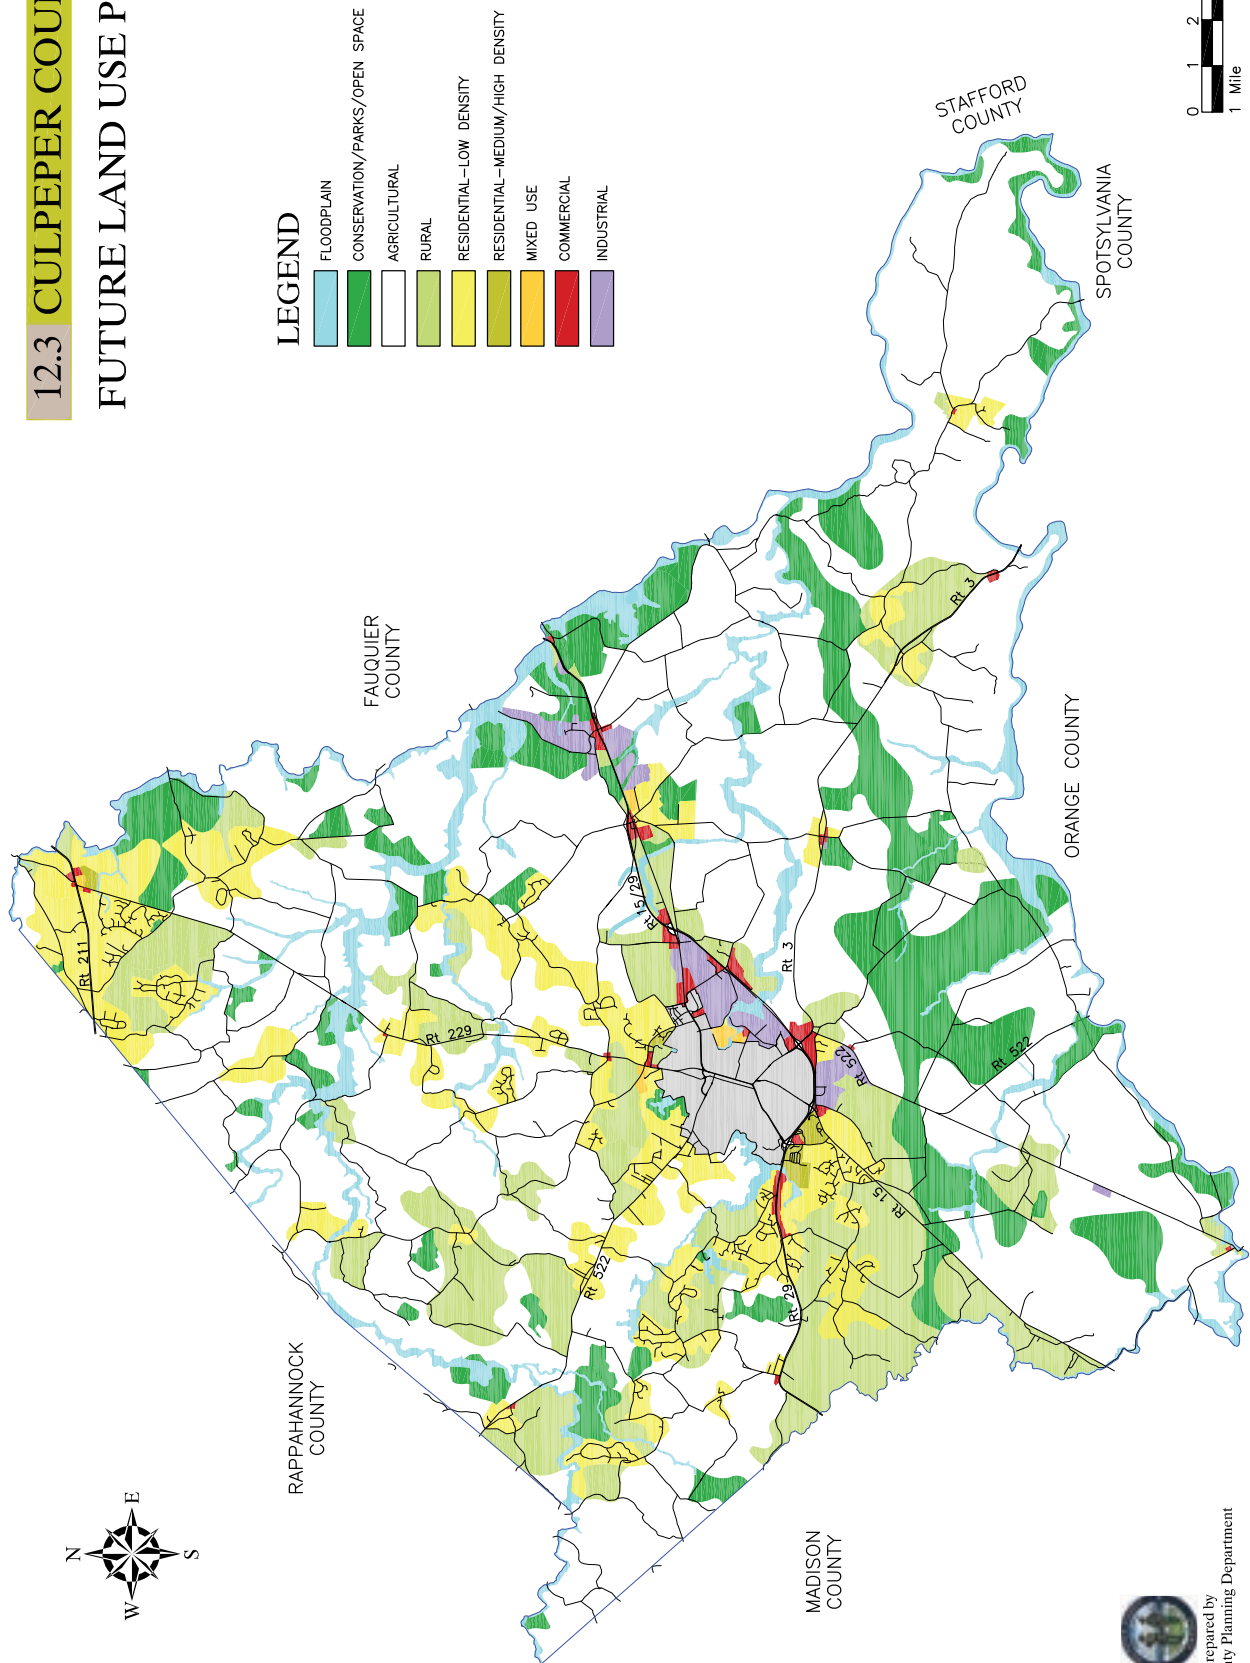 12.3 CULPEPER COU
FUTURE LAND USE P
LEGEND
FLOODPLAIN
CONSERVATION/PARKS/OPEN SPACE
AGRICULTURAL
RURAL
RESIDENTIAL-LOW DENSITY
RESIDENTIAL-MEDIUM/HIGH DENSITY
MIXED USE
COMMERCIAL
INDUSTRIAL
N
W
E
S
RAPPAHANNOCK
COUNTY
FAUQUIER
COUNTY
STAFFORD
COUNTY
SPOTSYLVANIA
COUNTY
ORANGE COUNTY
MADISON
COUNTY
Rt 211
Rt 229
Rt 522
Rt 29
Rt 15/29
Rt 3
Rt 3
Rt 522
Rt 522
Rt 15
0 1 2
1 Mile
repared by
ty Planning Department